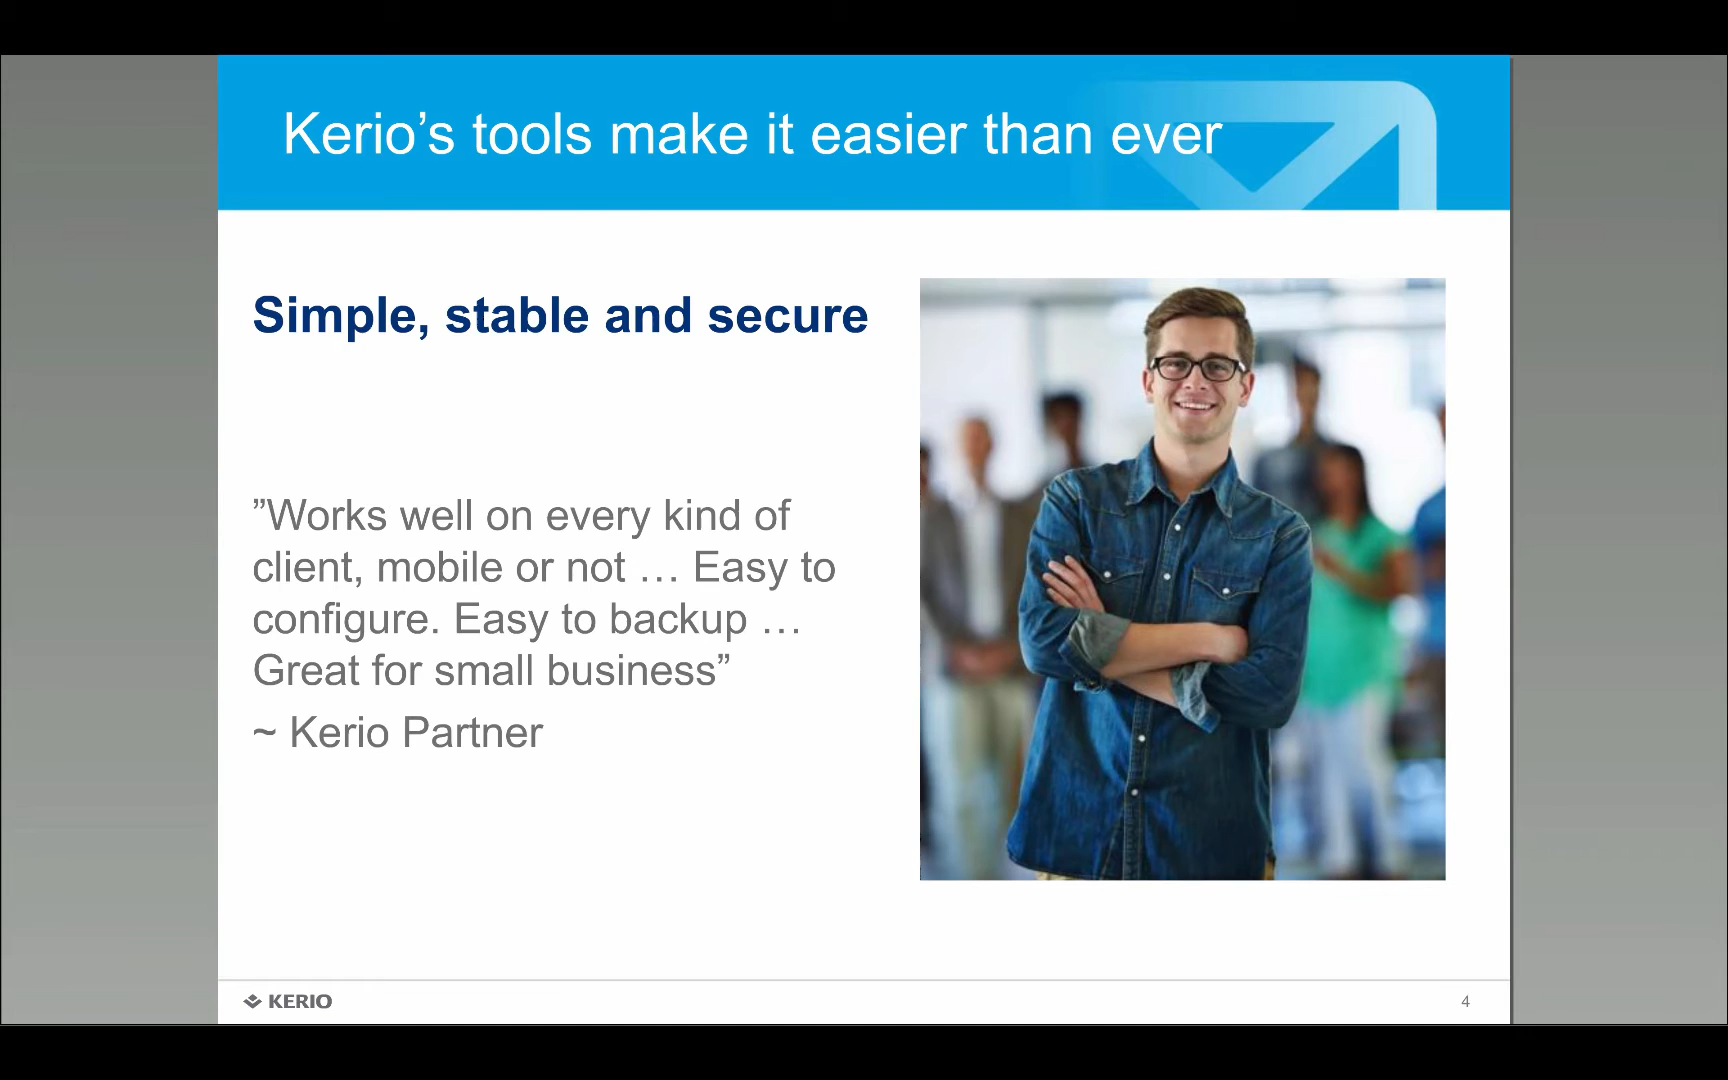 Kerio’s tools make it easier than ever
Simple, stable and secure
”Works well on every kind of
client, mobile or not … Easy to
configure. Easy to backup …
Great for small business”
~ Kerio Partner
KERIO
4